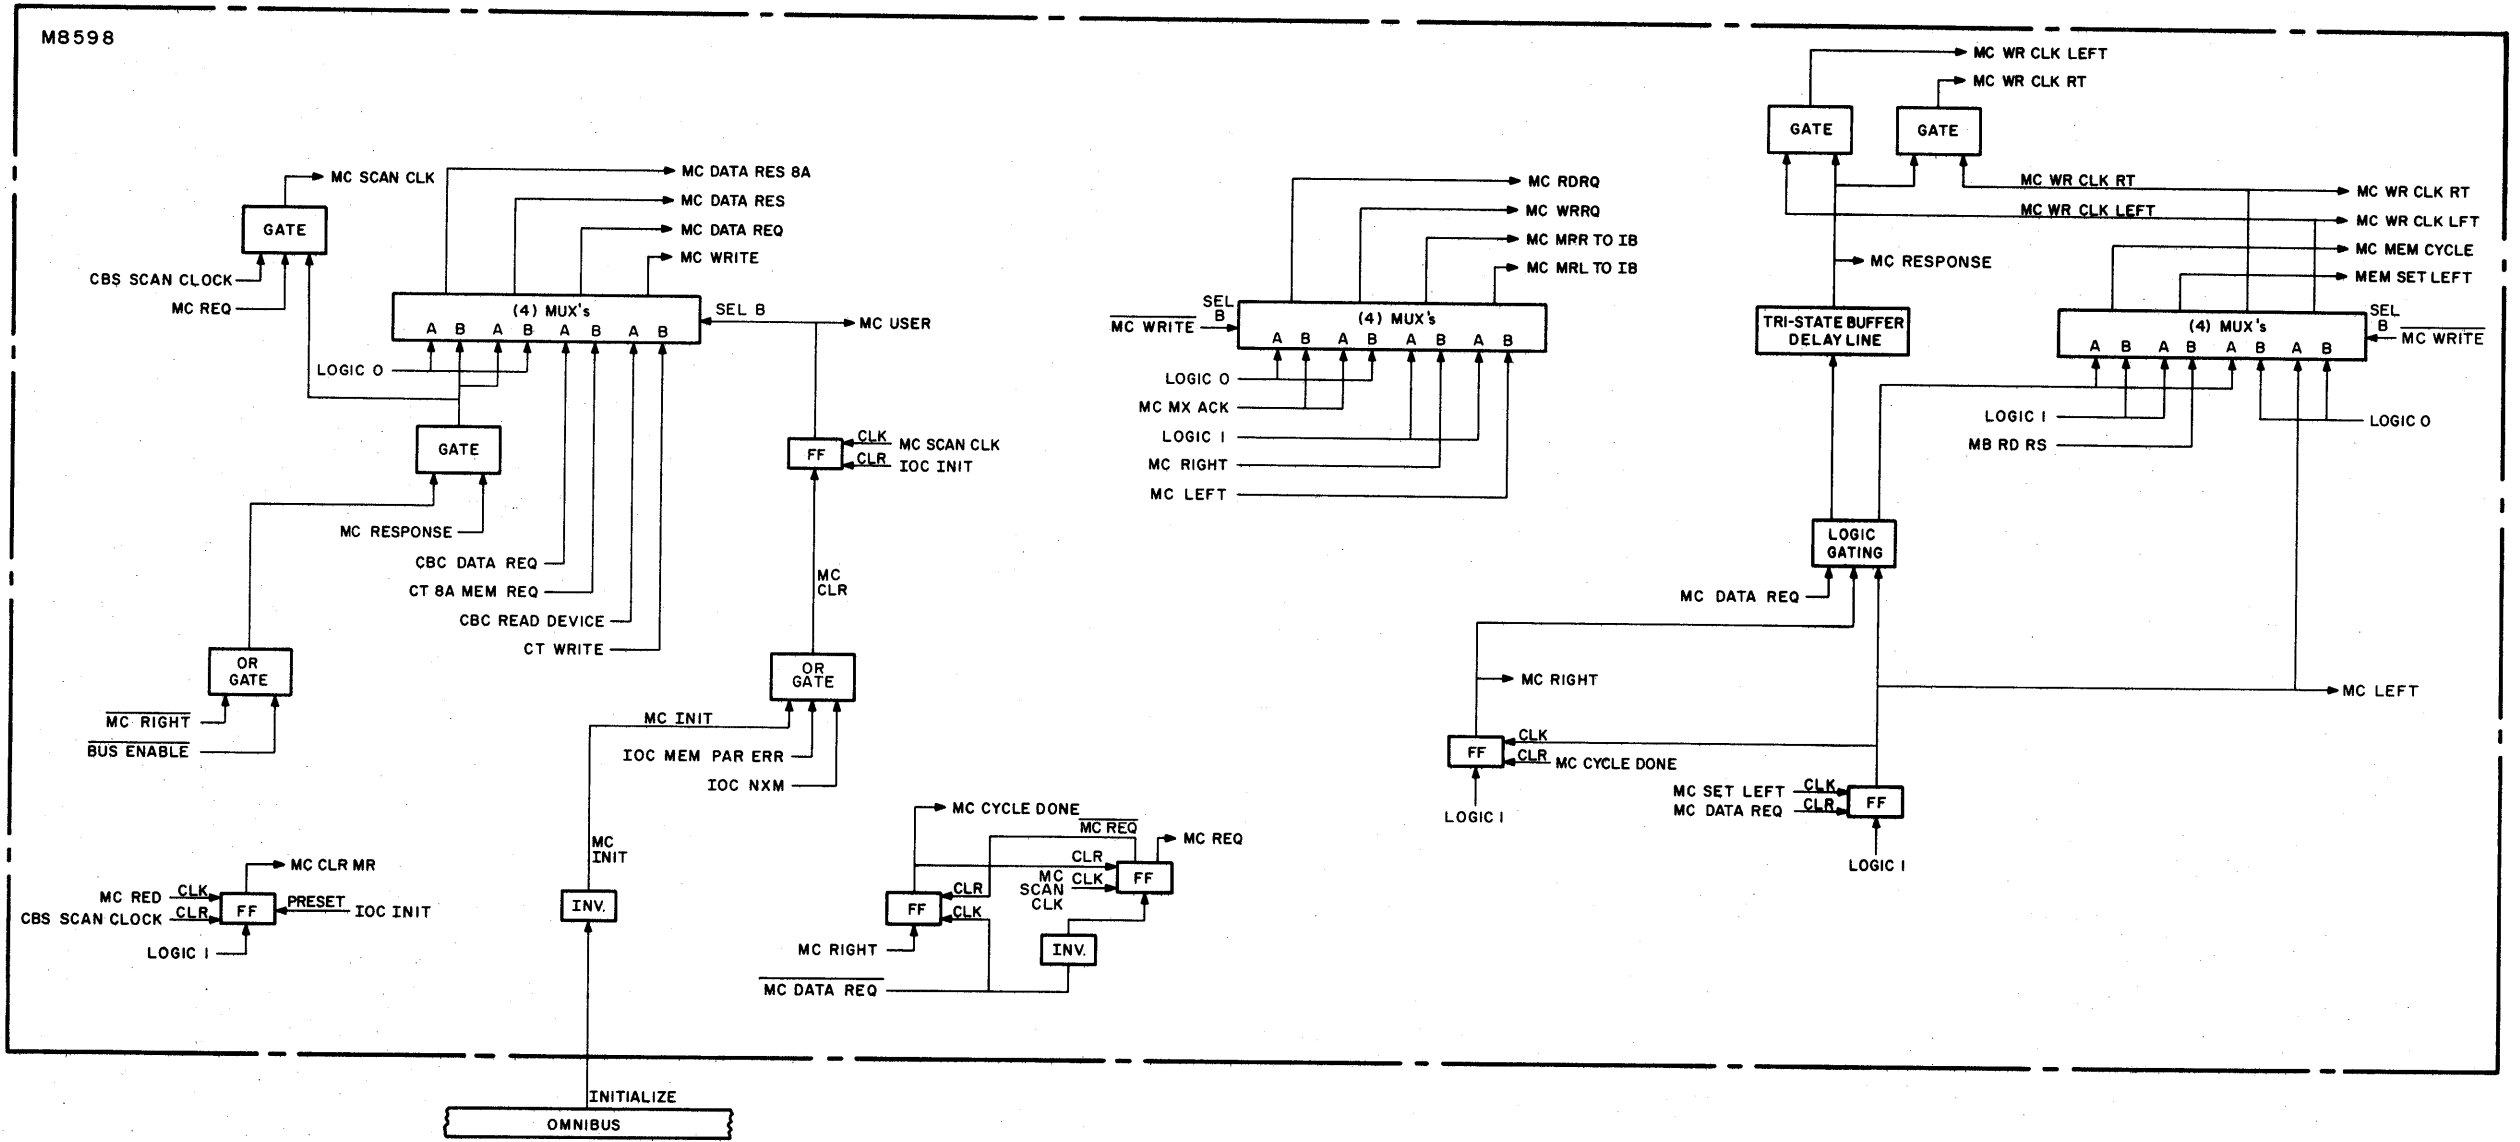 M8598
MC SCAN CLK
GATE
CBS SCAN CLOCK
MC REQ
MC DATA RES 8A
MC DATA RES
MC DATA REQ
MC WRITE
(4) MUX's
A B A B A B A B
SEL B
MC USER
LOGIC 0
GATE
MC RESPONSE
CBC DATA REQ
CT 8A MEM REQ
CBC READ DEVICE
CT WRITE
OR
GATE
MC RIGHT
BUS ENABLE
FF
CLK
MC SCAN CLK
CLR
IOC INIT
MC
CLR
OR
GATE
MC INIT
IOC MEM PAR ERR
IOC NXM
MC
INIT
INV.
INITIALIZE
OMNIBUS
MC CLR MR
MC RED
CLK
CBS SCAN CLOCK
CLR
FF
PRESET
IOC INIT
LOGIC 1
MC CYCLE DONE
MC REQ
MC REQ
CLR
MC
SCAN
CLK
CLK
FF
CLR
CLK
FF
MC RIGHT
INV.
MC DATA REQ
MC RDRQ
MC WRRQ
MC MRR TO IB
MC MRL TO IB
SEL
B
MC WRITE
(4) MUX's
A B A B A B A B
LOGIC 0
MC MX ACK
LOGIC 1
MC RIGHT
MC LEFT
MC WR CLK LEFT
MC WR CLK RT
GATE
GATE
MC WR CLK RT
MC WR CLK LEFT
MC WR CLK RT
MC WR CLK LFT
MC MEM CYCLE
MEM SET LEFT
MC RESPONSE
TRI-STATE BUFFER
DELAY LINE
(4) MUX's
A B A B A B A B
SEL
B
MC WRITE
LOGIC 1
MB RD RS
LOGIC 0
LOGIC
GATING
MC DATA REQ
MC RIGHT
MC LEFT
FF
CLK
CLR
MC CYCLE DONE
LOGIC 1
MC SET LEFT
CLK
MC DATA REQ
CLR
FF
LOGIC 1